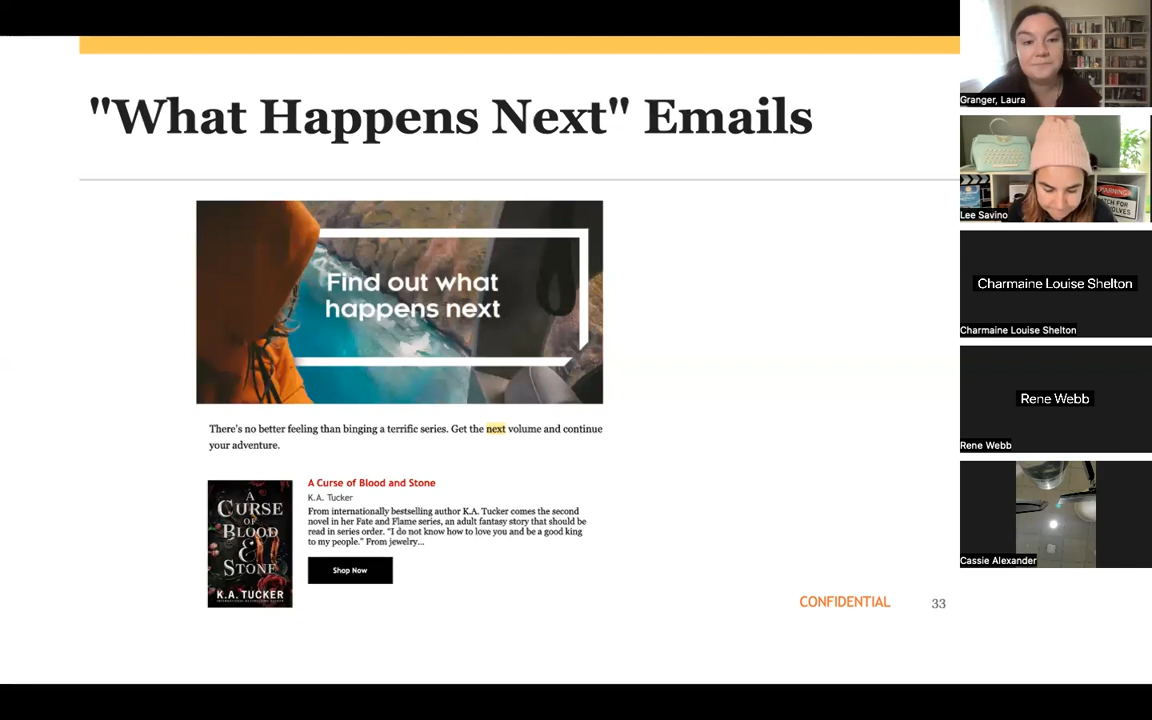 "What Happens Next" Emails
Find out what
happens next
There's no better feeling than binging a terrific series. Get the next volume and continue
your adventure.
A Curse of Blood and Stone
K.A. Tucker
From internationally bestselling author K.A. Tucker comes the second
novel in her Fate and Flame series, an adult fantasy story that should be
read in series order. "I do not know how to love you and be a good king
to my people." From jewelry...
Shop Now
A
CURSE
OF
BLOOD
&
STONE
K.A. TUCKER
CONFIDENTIAL
33
Granger, Laura
WARNING
WATCH FOR
WOLVES
Lee Savino
Charmaine Louise Shelton
Charmaine Louise Shelton
Rene Webb
Rene Webb
Cassie Alexander